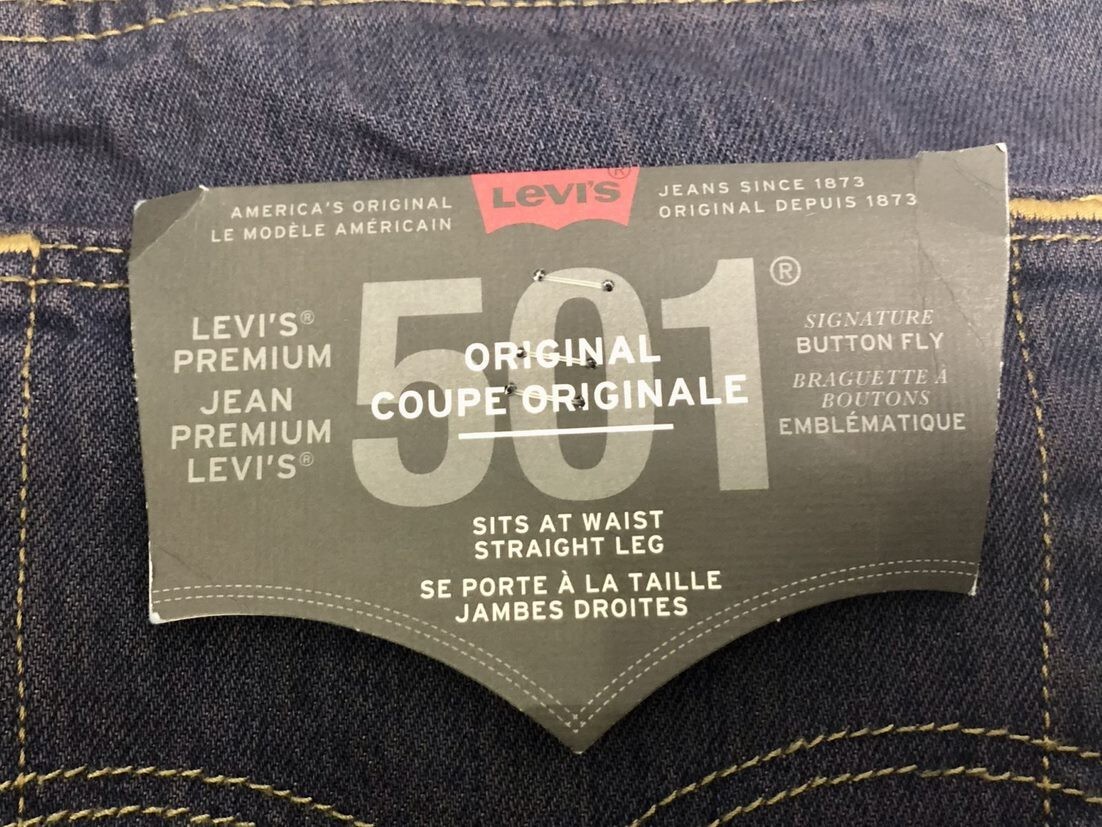 AMERICA'S ORIGINAL
LE MODÈLE AMÉRICAIN
LEVI'S®
JEANS SINCE 1873
ORIGINAL DEPUIS 1873
LEVI'S®
PREMIUM
JEAN
PREMIUM
LEVI'S®
501®
ORIGINAL
COUPE ORIGINALE
SIGNATURE
BUTTON FLY
BRAGUETTE À
BOUTONS
EMBLÉMATIQUE
SITS AT WAIST
STRAIGHT LEG
SE PORTE À LA TAILLE
JAMBES DROITES